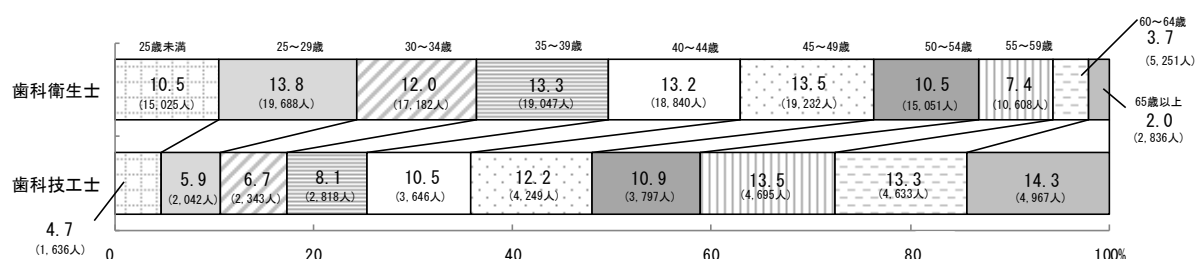 60～64歳
25歳未満 25～29歳 30～34歳 35～39歳 40～44歳 45～49歳 50～54歳 55～59歳
3.7
(5,251人)
歯科衛生士
10.5 13.8 12.0 13.3 13.2 13.5 10.5 7.4
(15,025人) (19,688人) (17,182人) (19,047人) (18,840人) (19,232人) (15,051人) (10,608人)
65歳以上
2.0
(2,836人)
歯科技工士
5.9 6.7 8.1 10.5 12.2 10.9 13.5 13.3 14.3
(2,042人) (2,343人) (2,818人) (3,646人) (4,249人) (3,797人) (4,695人) (4,633人) (4,967人)
4.7
(1,636人)
0 20 40 60 80 100%